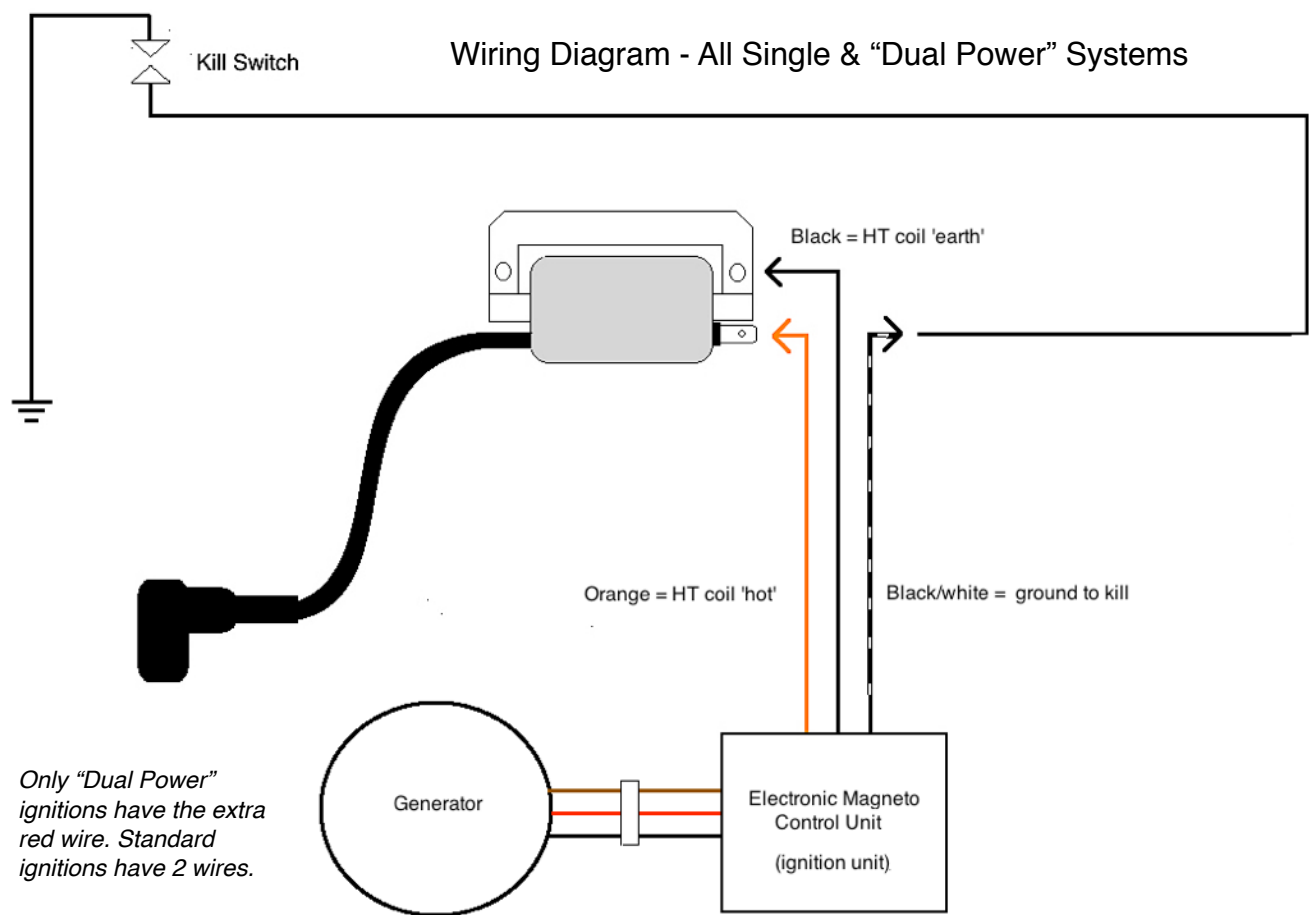 Wiring Diagram - All Single & “Dual Power” Systems
Kill Switch
Black = HT coil 'earth'
Orange = HT coil 'hot'
Black/white = ground to kill
Only “Dual Power”
ignitions have the extra
red wire. Standard
ignitions have 2 wires.
Generator
Electronic Magneto
Control Unit
(ignition unit)